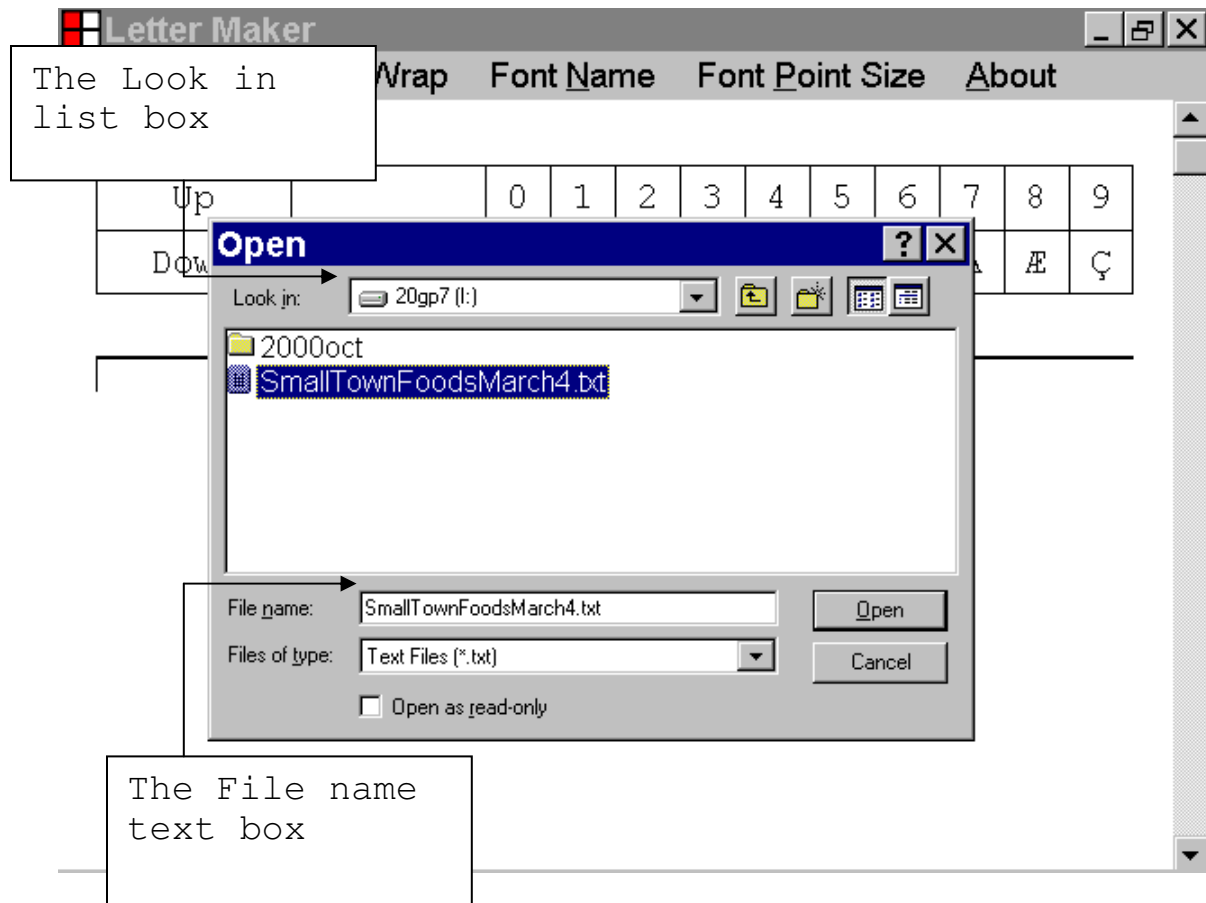 Letter Maker
The Look in
list box
Wrap Font Name Font Point Size About
Up 0 1 2 3 4 5 6 7 8 9
Æ Ç
Open
Look in: 20gp7 (I:)
2000oct
SmallTownFoodsMarch4.txt
File name: SmallTownFoodsMarch4.txt Open
Files of type: Text Files (*.txt) Cancel
Open as read-only
The File name
text box